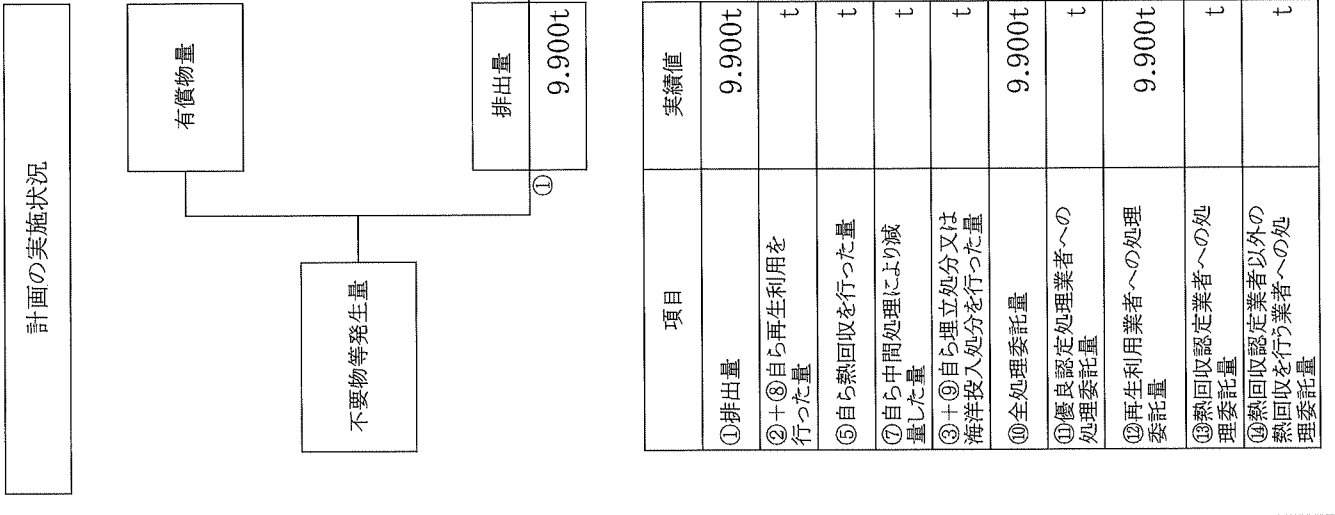 計画の実施状況
有償物量
不要物等発生量
排出量
①
9.900t
項目
実績値
①排出量
9.900t
②+⑧自ら再生利用を
行った量
t
⑤自ら熱回収を行った量
t
⑦自ら中間処理により減
量した量
t
③+⑨自ら埋立処分又は
海洋投入処分を行った量
t
⑩全処理委託量
9.900t
⑪優良認定処理業者への
処理委託量
t
⑫再生利用業者への処理
委託量
9.900t
⑬熱回収認定業者への処
理委託量
t
⑭熱回収認定業者以外の
熱回収を行う業者への処
理委託量
t